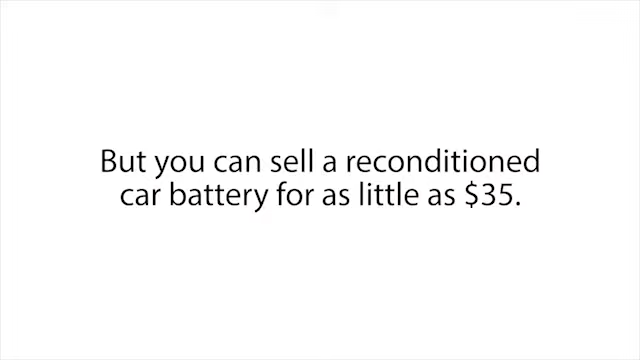 But you can sell a reconditioned
car battery for as little as $35.